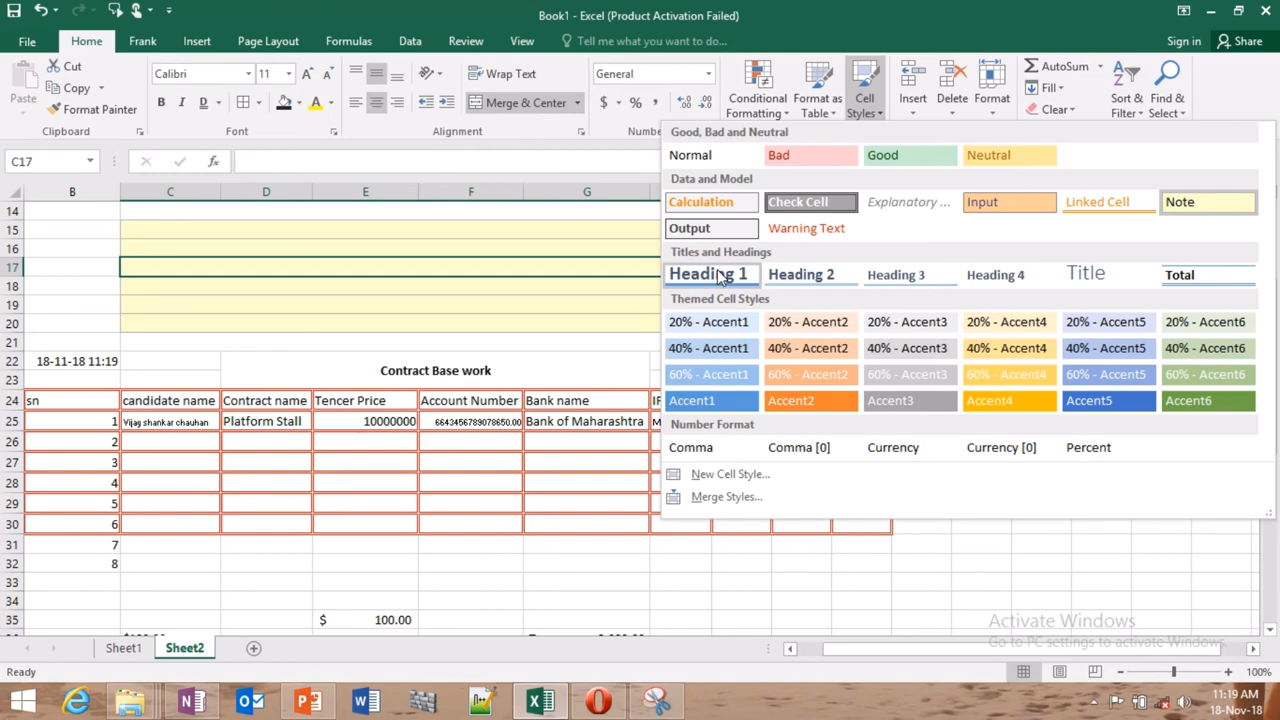 Book1 - Excel (Product Activation Failed)
File Home Frank Insert Page Layout Formulas Data Review View Tell me what you want to do... Sign in Share
Paste
Cut
Copy
Format Painter
Clipboard
Calibri 11
B I D
A A
Font
Wrap Text
Merge & Center
Alignment
General
$ % ,
Conditional Formatting
Format as Table
Cell Styles
Insert
Delete
Format
AutoSum
Fill
Clear
Sort & Filter
Find & Select
C17 fx
B C D E F G
Good, Bad and Neutral
Normal Bad Good Neutral
Data and Model
Calculation Check Cell Explanatory ... Input Linked Cell Note
Output Warning Text
Titles and Headings
Heading 1 Heading 2 Heading 3 Heading 4 Title Total
Themed Cell Styles
20% - Accent1 20% - Accent2 20% - Accent3 20% - Accent4 20% - Accent5 20% - Accent6
40% - Accent1 40% - Accent2 40% - Accent3 40% - Accent4 40% - Accent5 40% - Accent6
60% - Accent1 60% - Accent2 60% - Accent3 60% - Accent4 60% - Accent5 60% - Accent6
Accent1 Accent2 Accent3 Accent4 Accent5 Accent6
Number Format
Comma Comma [0] Currency Currency [0] Percent
New Cell Style...
Merge Styles...
14
15
16
17
18
19
20
21
22 18-11-18 11:19 Contract Base work
23
24 sn candidate name Contract name Tencer Price Account Number Bank name
25 1 Vijay shankar chauhan Platform Stall 10000000 6643456789078650.00 Bank of Maharashtra
26 2
27 3
28 4
29 5
30 6
31 7
32 8
33
34
35 $ 100.00
Activate Windows
Go to PC settings to activate Windows.
Sheet1 Sheet2
Ready 100%
11:19 AM
18-Nov-18